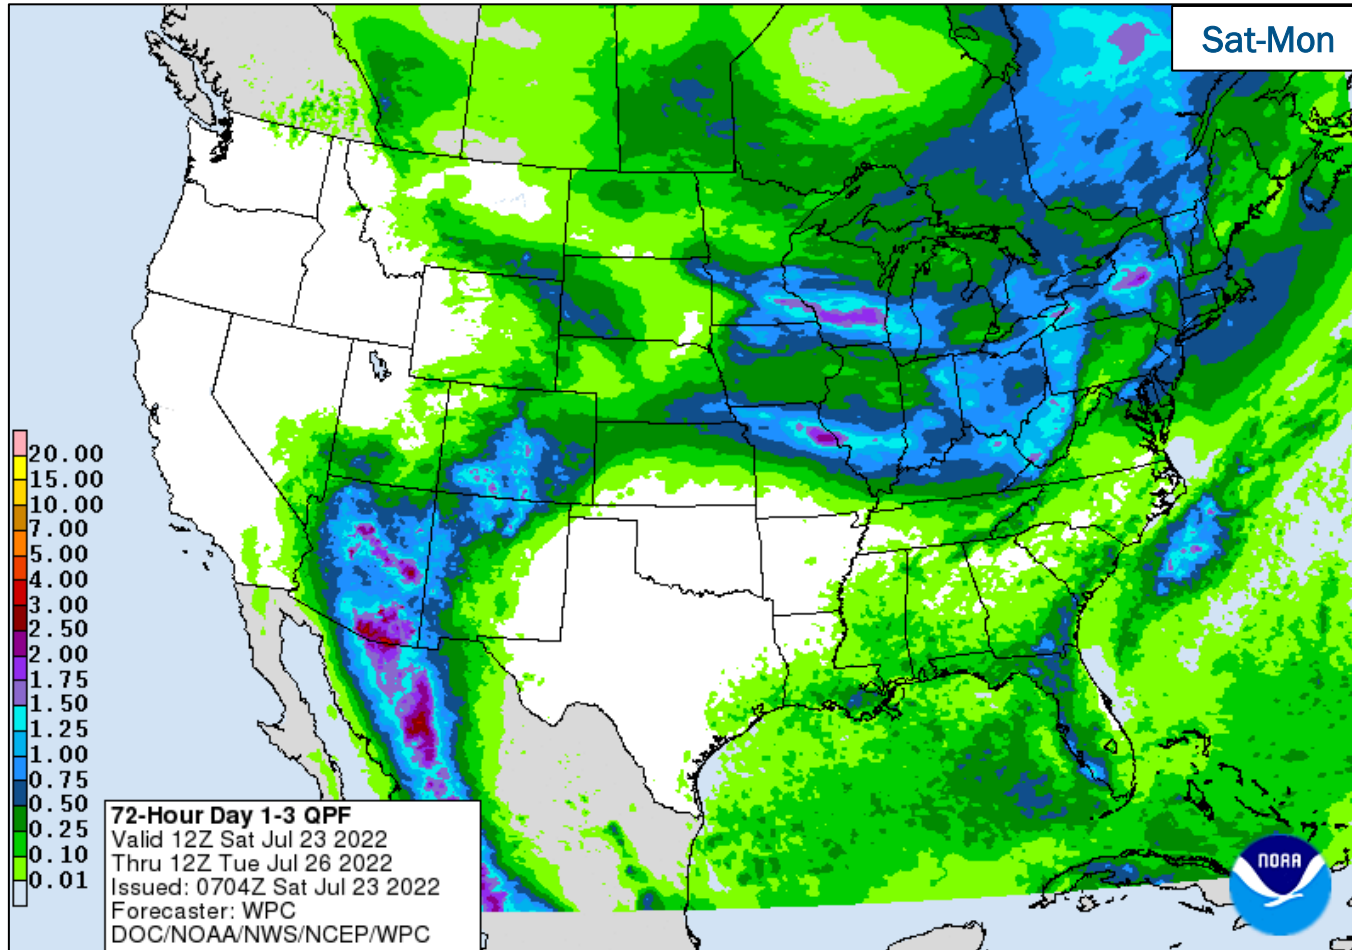 Sat-Mon
20.00
15.00
10.00
7.00
5.00
4.00
3.00
2.50
2.00
1.75
1.50
1.25
1.00
0.75
0.50
0.25
0.10
0.01
72-Hour Day 1-3 QPF
Valid 12Z Sat Jul 23 2022
Thru 12Z Tue Jul 26 2022
Issued: 0704Z Sat Jul 23 2022
Forecaster: WPC
DOC/NOAA/NWS/NCEP/WPC
NOAA